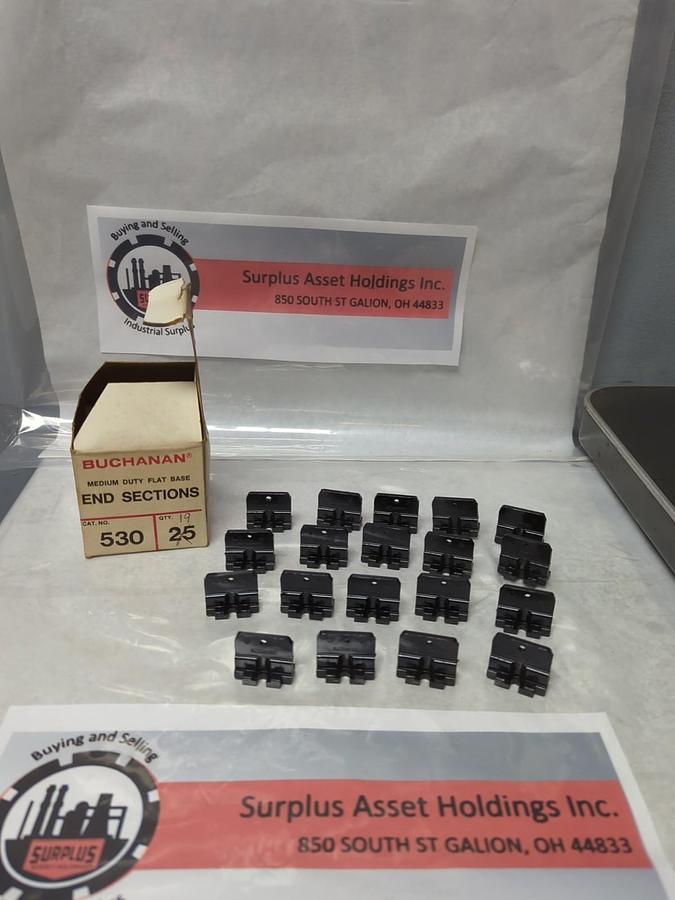 Buying and Selling
Surplus Asset Holdings Inc.
850 SOUTH ST GALION, OH 44833
Industrial Surplu
BUCHANAN®
MEDIUM DUTY FLAT BASE
END SECTIONS
CAT. NO.
530
QTY.
19
25
Buying and Selling
SURPLUS
Surplus Asset Holdings Inc.
850 SOUTH ST GALION, OH 44833